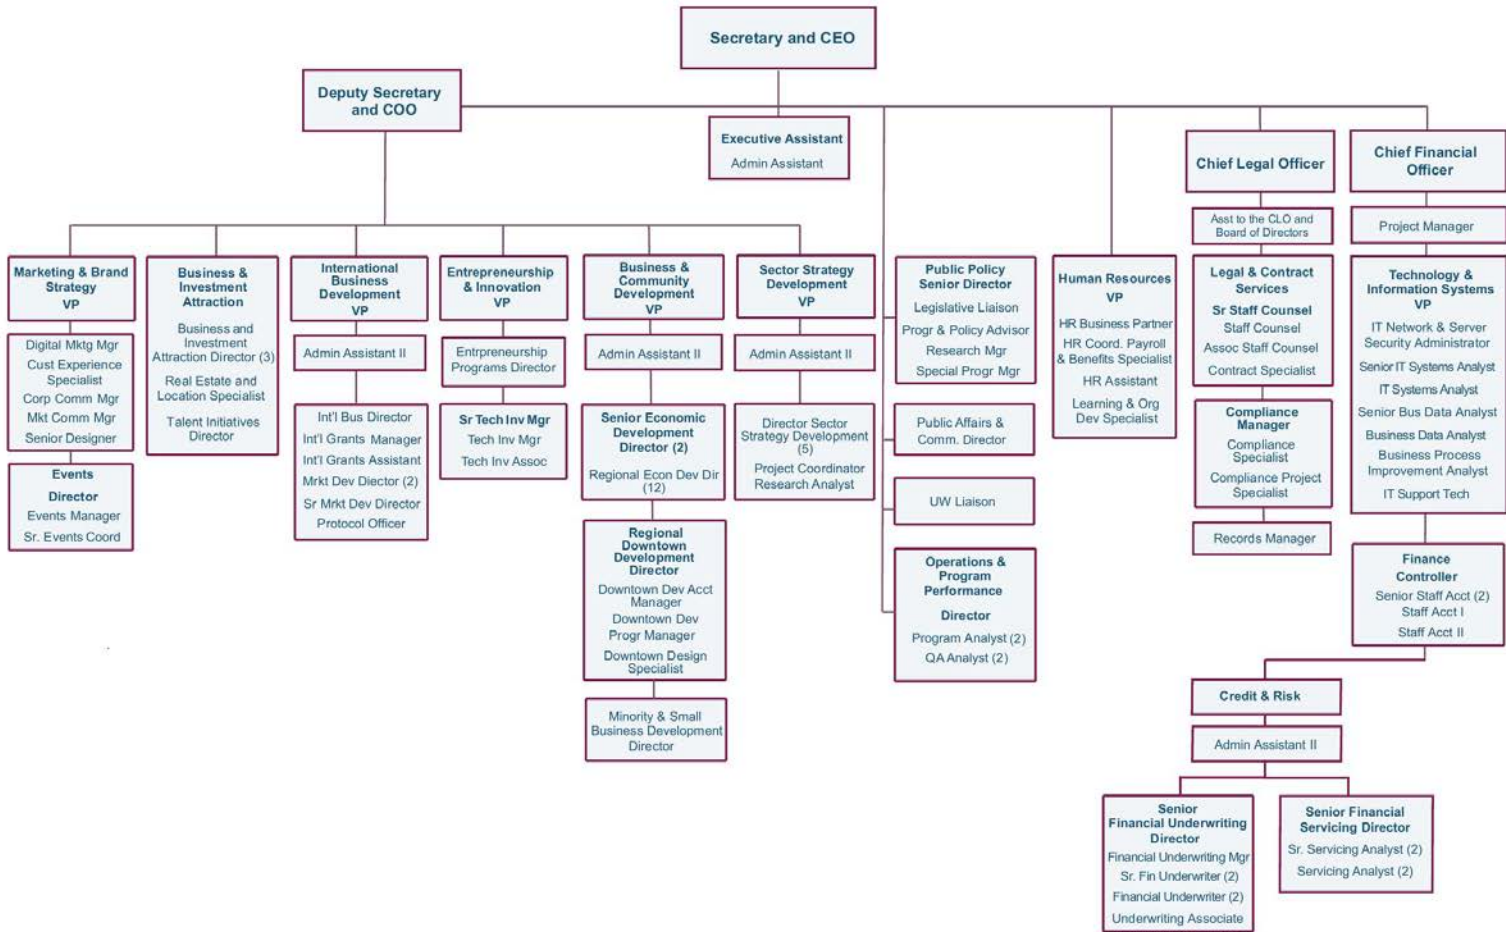 Secretary and CEO
Deputy Secretary
and COO
Executive Assistant
Admin Assistant
Chief Legal Officer
Chief Financial
Officer
Asst to the CLO and
Board of Directors
Project Manager
Marketing & Brand
Strategy
VP
Digital Mktg Mgr
Cust Experience
Specialist
Corp Comm Mgr
Mkt Comm Mgr
Senior Designer
Events
Director
Events Manager
Sr. Events Coord
Business &
Investment
Attraction
Business and
Investment
Attraction Director (3)
Real Estate and
Location Specialist
Talent Initiatives
Director
International
Business
Development
VP
Admin Assistant II
Int'l Bus Director
Int'l Grants Manager
Int'l Grants Assistant
Mrkt Dev Diector (2)
Sr Mrkt Dev Director
Protocol Officer
Entrepreneurship
& Innovation
VP
Entrpreneurship
Programs Director
Sr Tech Inv Mgr
Tech Inv Mgr
Tech Inv Assoc
Business &
Community
Development
VP
Admin Assistant II
Senior Economic
Development
Director (2)
Regional Econ Dev Dir
(12)
Regional
Downtown
Development
Director
Downtown Dev Acct
Manager
Downtown Dev
Progr Manager
Downtown Design
Specialist
Minority & Small
Business Development
Director
Sector Strategy
Development
VP
Admin Assistant II
Director Sector
Strategy Development
(5)
Project Coordinator
Research Analyst
Public Policy
Senior Director
Legislative Liaison
Progr & Policy Advisor
Research Mgr
Special Progr Mgr
Public Affairs &
Comm. Director
UW Liaison
Operations &
Program
Performance
Director
Program Analyst (2)
QA Analyst (2)
Human Resources
VP
HR Business Partner
HR Coord. Payroll
& Benefits Specialist
HR Assistant
Learning & Org
Dev Specialist
Legal & Contract
Services
Sr Staff Counsel
Staff Counsel
Assoc Staff Counsel
Contract Specialist
Compliance
Manager
Compliance
Specialist
Compliance Project
Specialist
Records Manager
Technology &
Information Systems
VP
IT Network & Server
Security Administrator
Senior IT Systems Analyst
IT Systems Analyst
Senior Bus Data Analyst
Business Data Analyst
Business Process
Improvement Analyst
IT Support Tech
Finance
Controller
Senior Staff Acct (2)
Staff Acct I
Staff Acct II
Credit & Risk
Admin Assistant II
Senior
Financial Underwriting
Director
Financial Underwriting Mgr
Sr. Fin Underwriter (2)
Financial Underwriter (2)
Underwriting Associate
Senior Financial
Servicing Director
Sr. Servicing Analyst (2)
Servicing Analyst (2)